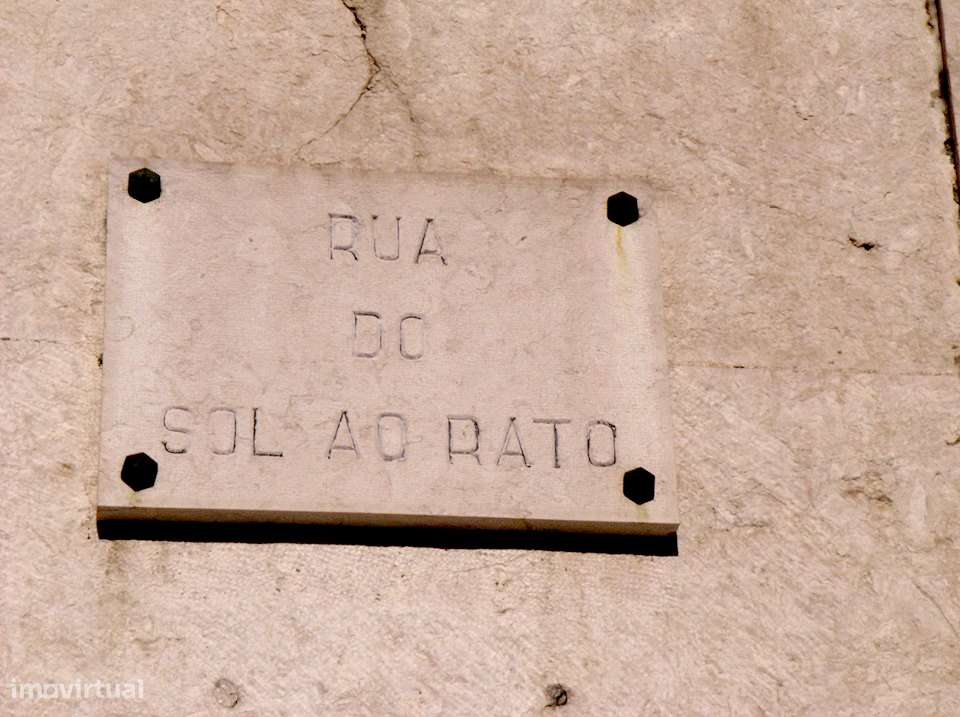 RUA
DO
SOL AO RATO
imovirtual